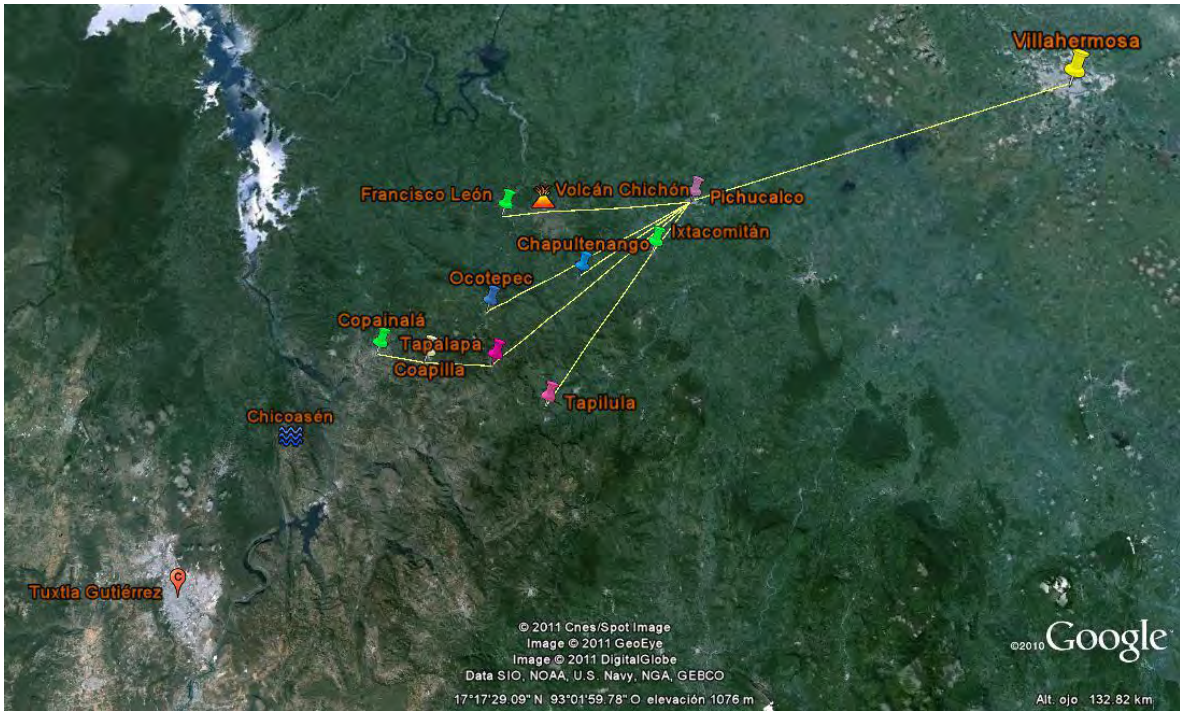 Villahermosa
Francisco León
Volcán Chichón
Pichucalco
Ixtacomitán
Chapultenango
Ocotepec
Copainalá
Tapalapa
Coapilla
Tapilula
Chicoasén
C
Tuxtla Gutiérrez
© 2011 Cnes/Spot Image
Image © 2011 GeoEye
Image © 2011 DigitalGlobe
Data SIO, NOAA, U.S. Navy, NGA, GEBCO
©2010 Google
17°17'29.09" N 93°01'59.78" O elevación 1076 m
Alt. ojo 132.82 km